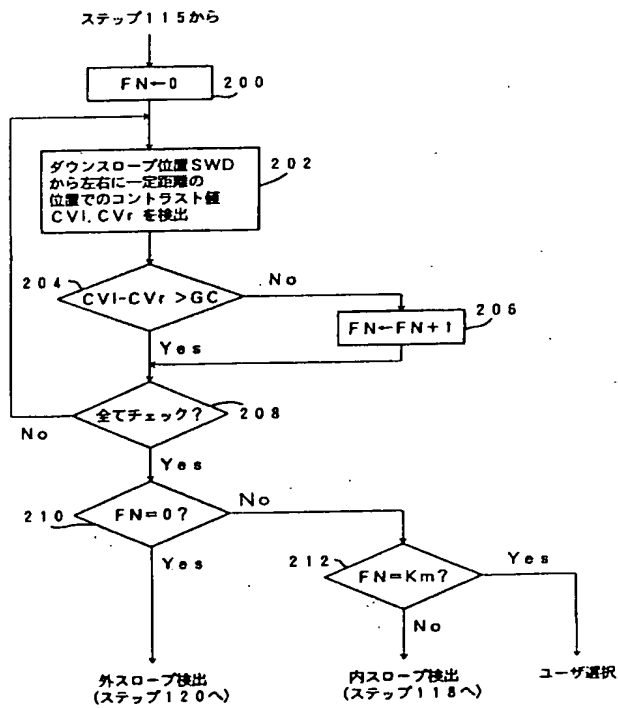 ステップ115から
FN←0
200
ダウンスロープ位置SWD
から左右に一定距離の
位置でのコントラスト値
CVl, CVr を検出
202
204
CVl-CVr >GC
No
FN←FN+1
206
Yes
全てチェック?
208
No
Yes
210
FN=0?
No
Yes
212
FN=Km?
Yes
No
外スロープ検出
(ステップ120へ)
内スロープ検出
(ステップ118へ)
ユーザ選択